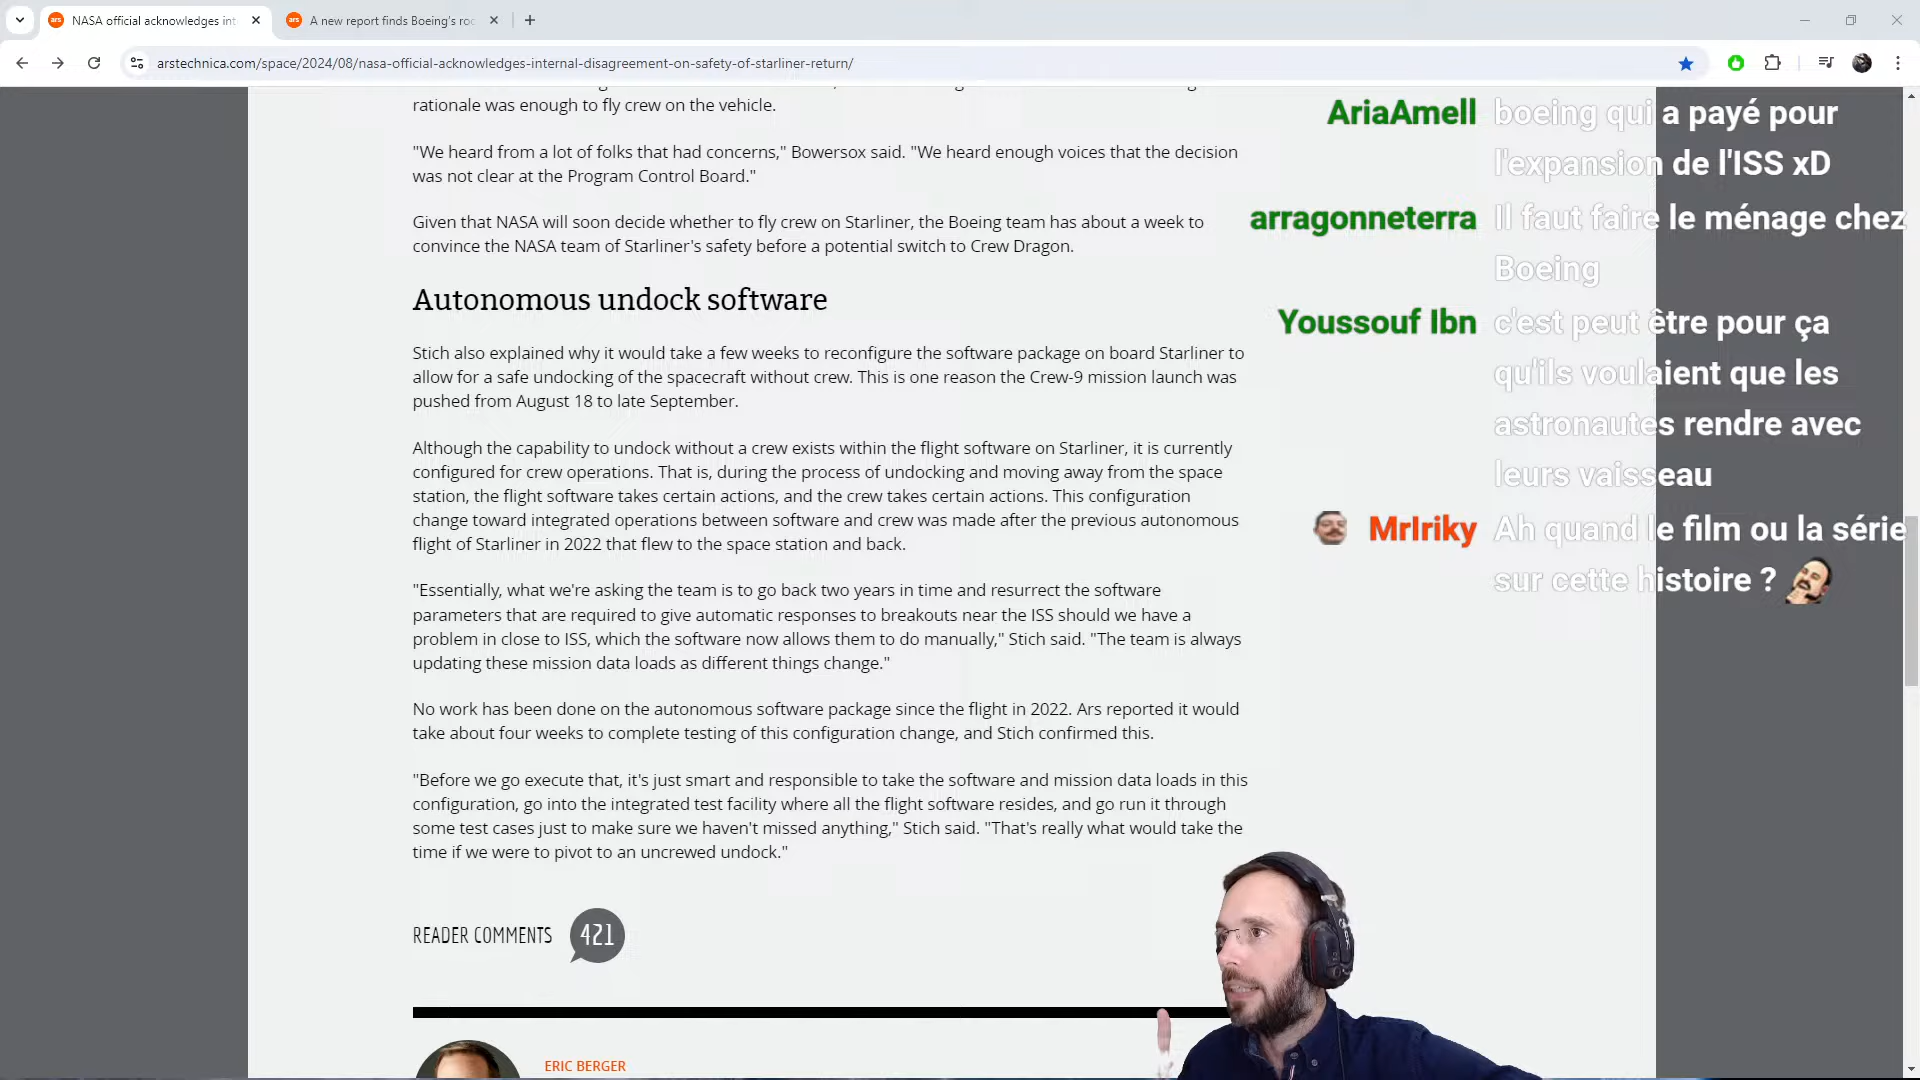 NASA official acknowledges int
A new report finds Boeing's roc
arstechnica.com/space/2024/08/nasa-official-acknowledges-internal-disagreement-on-safety-of-starliner-return/
rationale was enough to fly crew on the vehicle.
"We heard from a lot of folks that had concerns," Bowersox said. "We heard enough voices that the decision
was not clear at the Program Control Board."
Given that NASA will soon decide whether to fly crew on Starliner, the Boeing team has about a week to
convince the NASA team of Starliner's safety before a potential switch to Crew Dragon.
Autonomous undock software
Stich also explained why it would take a few weeks to reconfigure the software package on board Starliner to
allow for a safe undocking of the spacecraft without crew. This is one reason the Crew-9 mission launch was
pushed from August 18 to late September.
Although the capability to undock without a crew exists within the flight software on Starliner, it is currently
configured for crew operations. That is, during the process of undocking and moving away from the space
station, the flight software takes certain actions, and the crew takes certain actions. This configuration
change toward integrated operations between software and crew was made after the previous autonomous
flight of Starliner in 2022 that flew to the space station and back.
"Essentially, what we're asking the team is to go back two years in time and resurrect the software
parameters that are required to give automatic responses to breakouts near the ISS should we have a
problem in close to ISS, which the software now allows them to do manually," Stich said. "The team is always
updating these mission data loads as different things change."
No work has been done on the autonomous software package since the flight in 2022. Ars reported it would
take about four weeks to complete testing of this configuration change, and Stich confirmed this.
"Before we go execute that, it's just smart and responsible to take the software and mission data loads in this
configuration, go into the integrated test facility where all the flight software resides, and go run it through
some test cases just to make sure we haven't missed anything," Stich said. "That's really what would take the
time if we were to pivot to an uncrewed undock."
READER COMMENTS 421
ERIC BERGER
AriaAmell boeing qui a payé pour
l'expansion de l'ISS xD
arragonneterra Il faut faire le ménage chez
Boeing
Youssouf Ibn c'est peut être pour ça
qu'ils voulaient que les
astronautes rendre avec
leurs vaisseau
MrIriky Ah quand le film ou la série
sur cette histoire ?